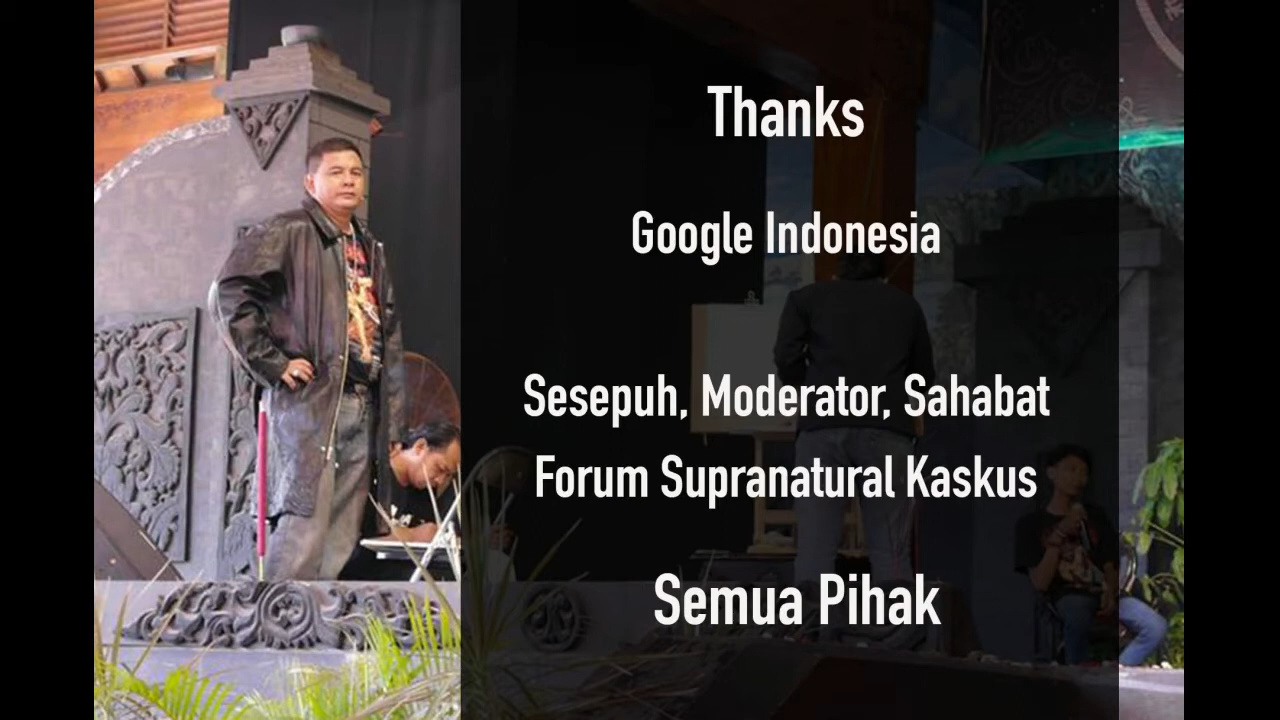 Thanks
Google Indonesia
Sesepuh, Moderator, Sahabat
Forum Supranatural Kaskus
Semua Pihak